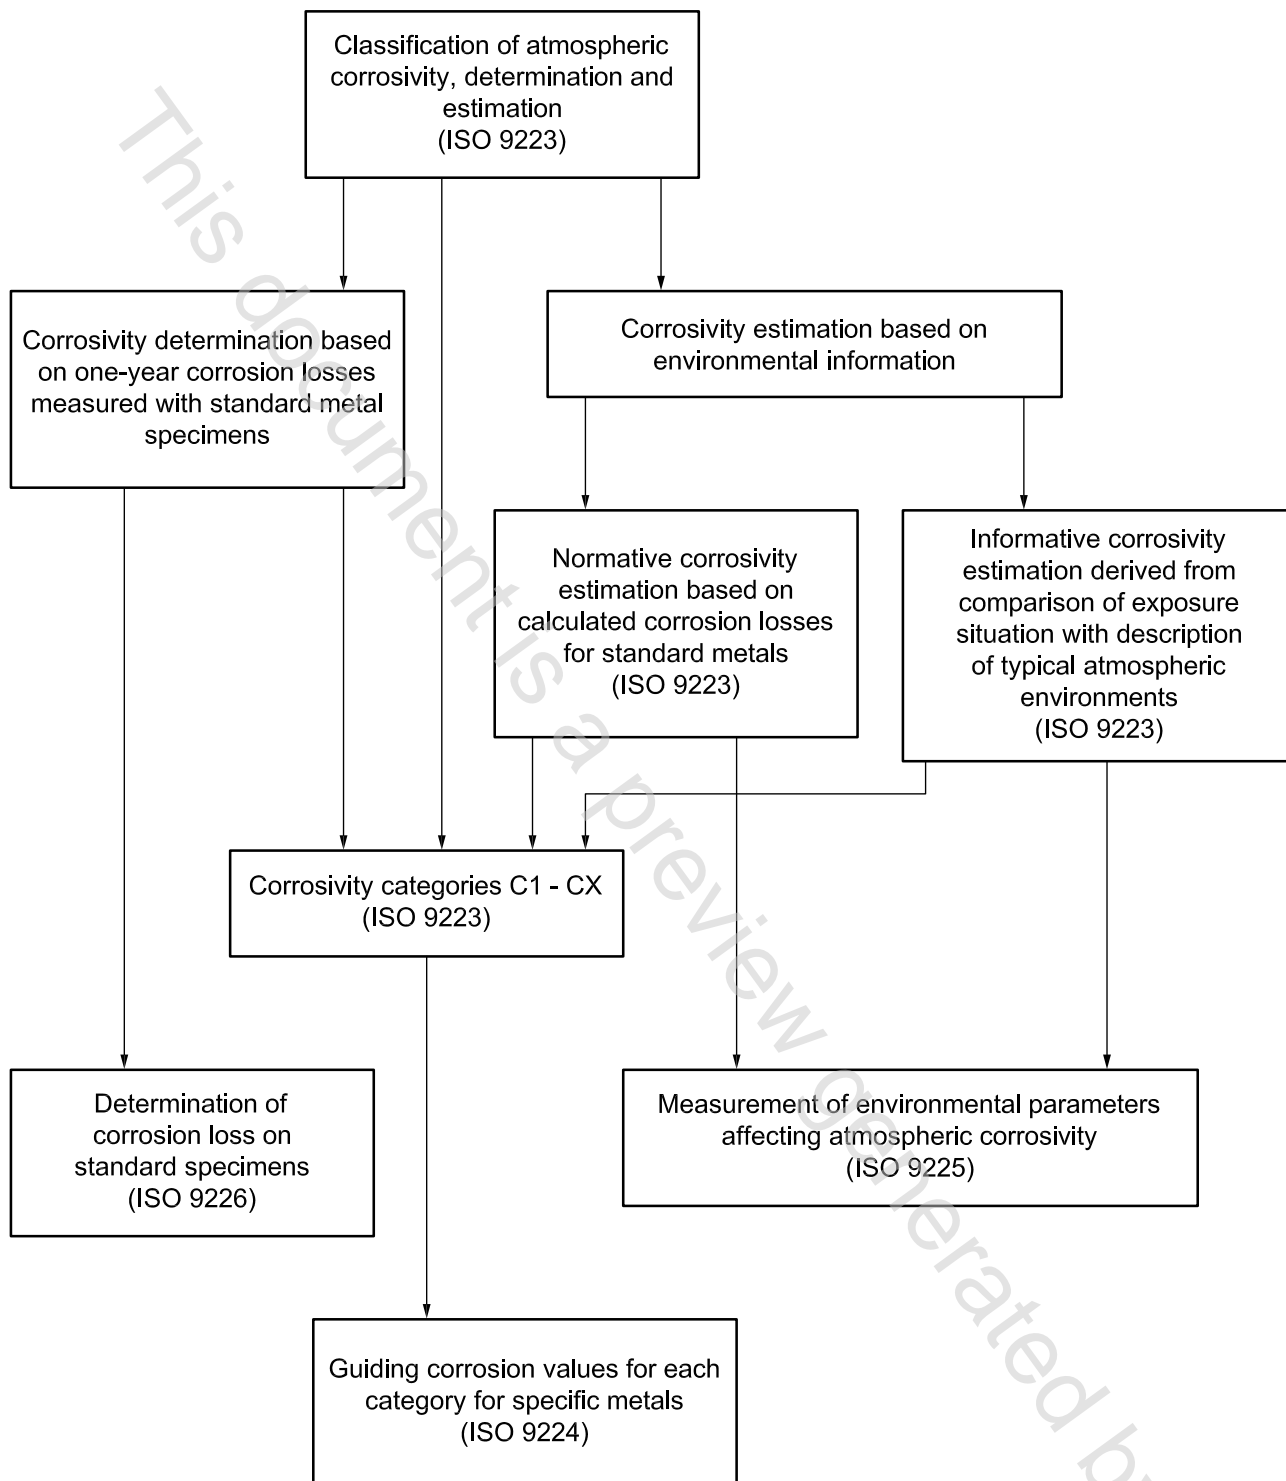 Classification of atmospheric
corrosivity, determination and
estimation
(ISO 9223)
Corrosivity determination based
on one-year corrosion losses
measured with standard metal
specimens
Corrosivity estimation based on
environmental information
Normative corrosivity
estimation based on
calculated corrosion losses
for standard metals
(ISO 9223)
Informative corrosivity
estimation derived from
comparison of exposure
situation with description
of typical atmospheric
environments
(ISO 9223)
Corrosivity categories C1 - CX
(ISO 9223)
Determination of
corrosion loss on
standard specimens
(ISO 9226)
Measurement of environmental parameters
affecting atmospheric corrosivity
(ISO 9225)
Guiding corrosion values for each
category for specific metals
(ISO 9224)
This document is a preview generated by